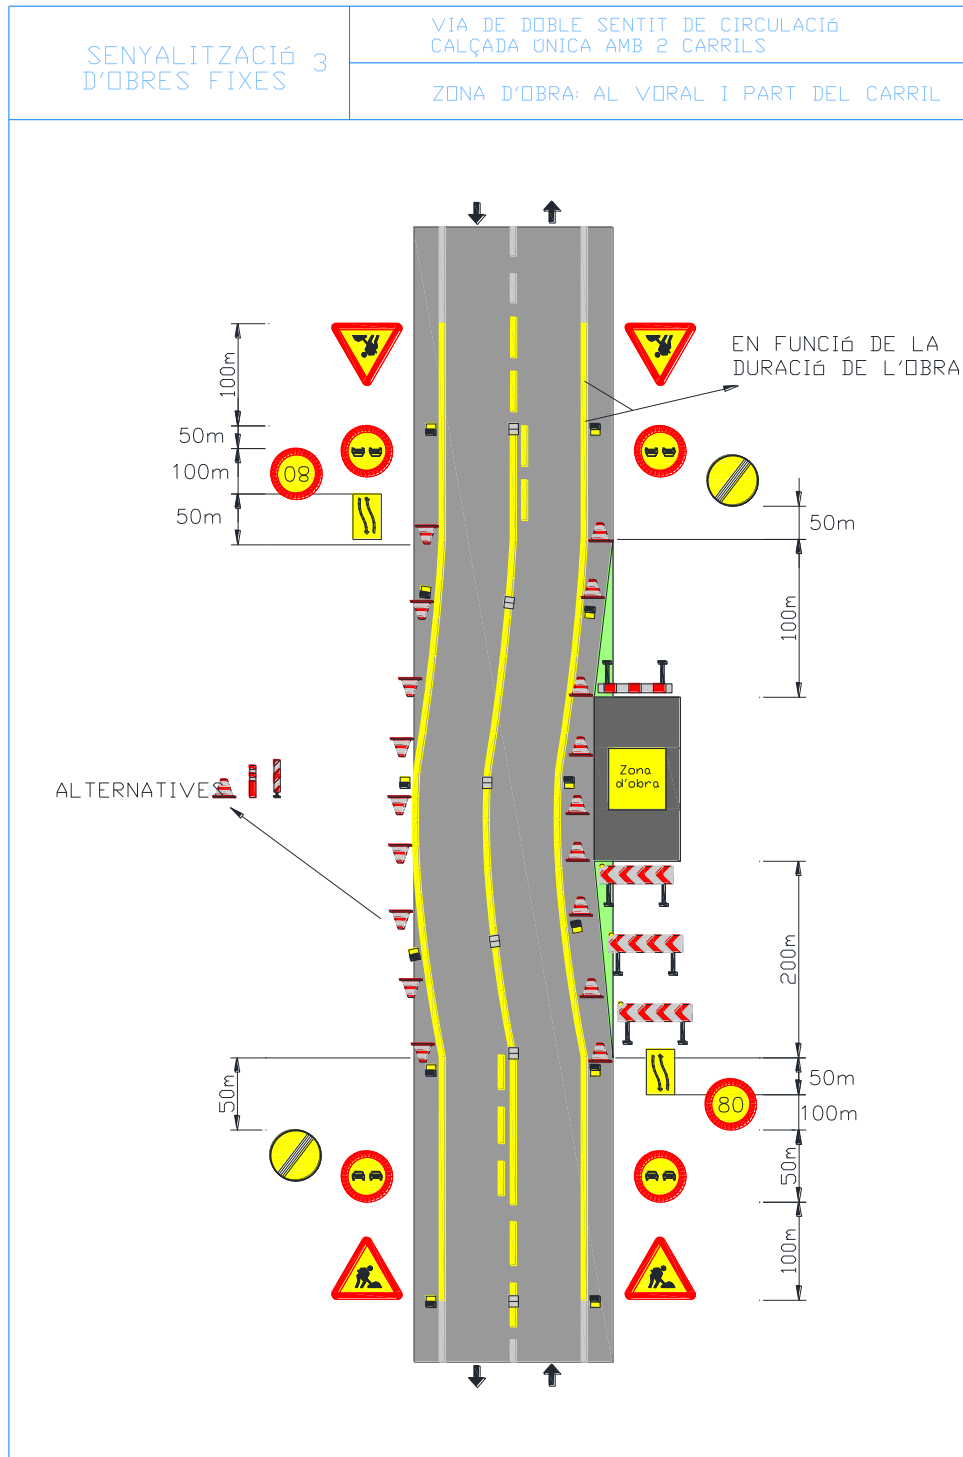 SENYALITZACIó 3
D'OBRES FIXES
VIA DE DOBLE SENTIT DE CIRCULACIó
CALÇADA ÚNICA AMB 2 CARRILS
ZONA D'OBRA: AL VORAL I PART DEL CARRIL
EN FUNCIó DE LA
DURACIó DE L'OBRA
100m
50m
100m
50m
80
50m
100m
Zona
d'obra
ALTERNATIVES
200m
50m
50m
80
100m
50m
100m